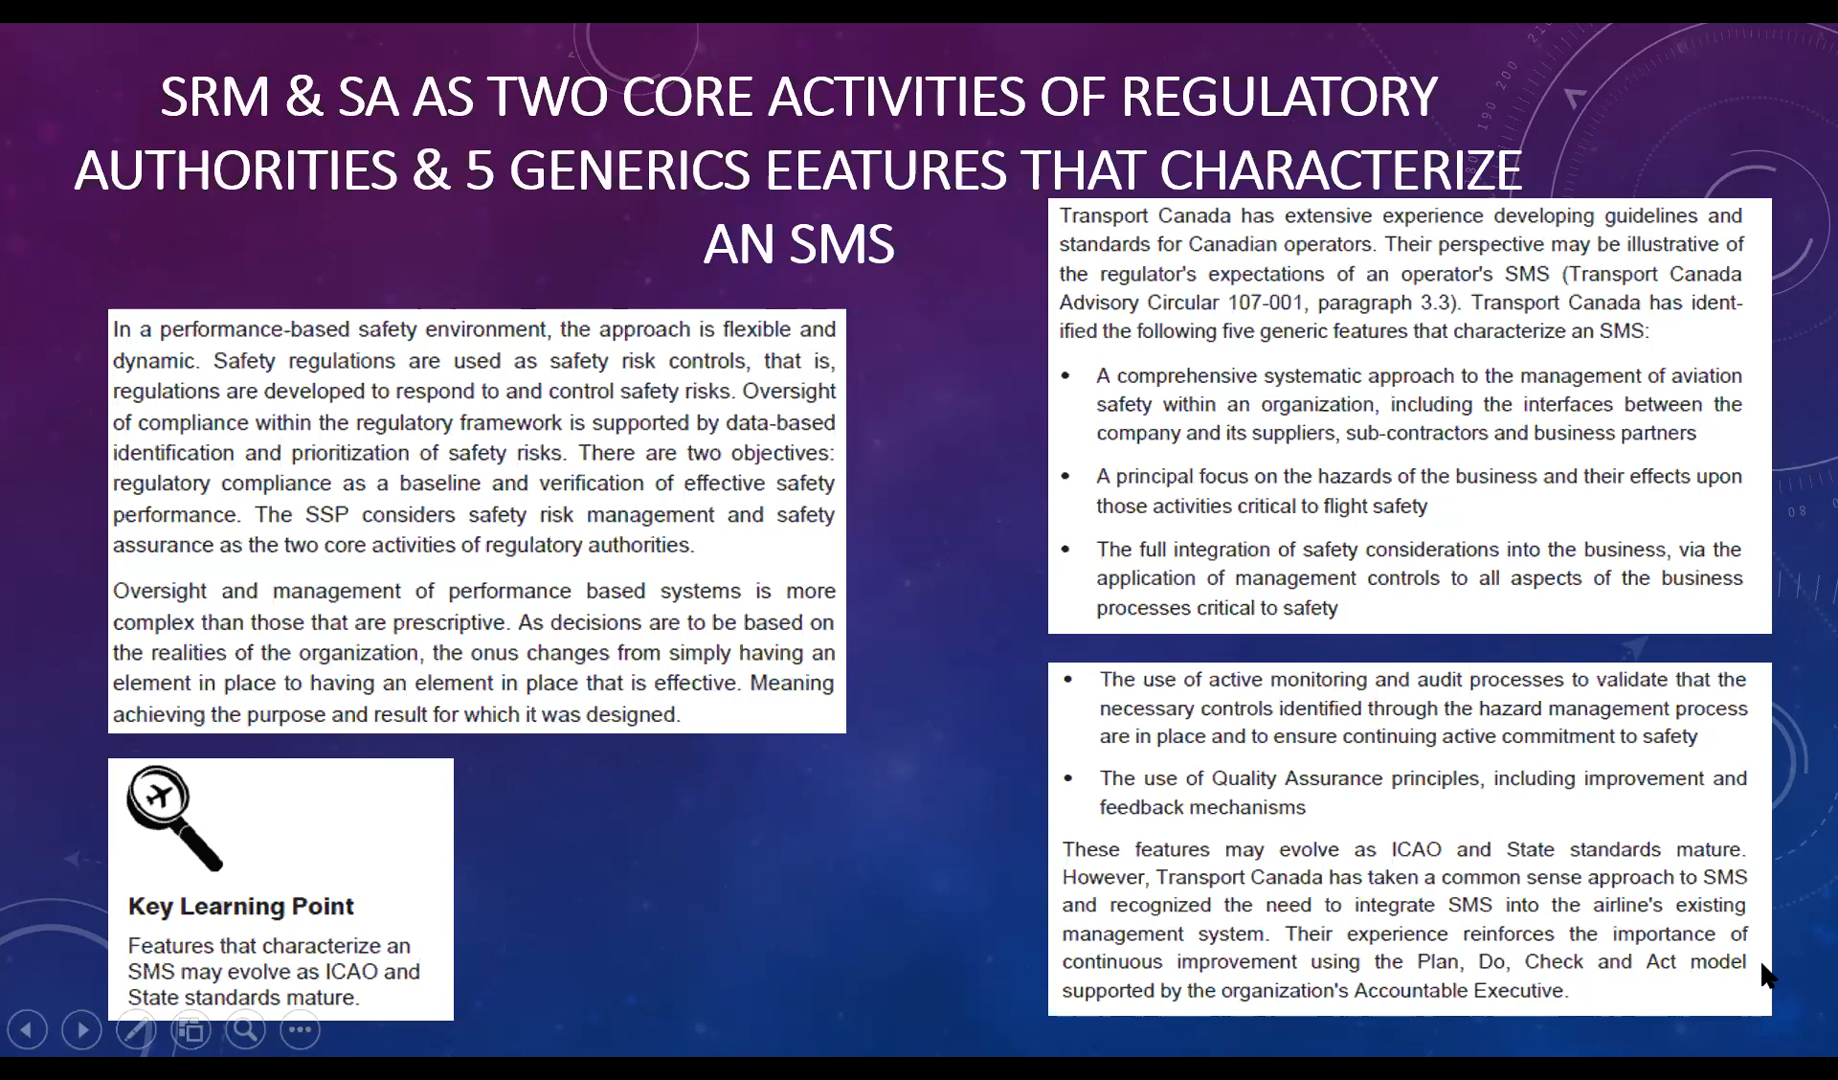 SRM & SA AS TWO CORE ACTIVITIES OF REGULATORY
AUTHORITIES & 5 GENERICS EEATURES THAT CHARACTERIZE
AN SMS
In a performance-based safety environment, the approach is flexible and
dynamic. Safety regulations are used as safety risk controls, that is,
regulations are developed to respond to and control safety risks. Oversight
of compliance within the regulatory framework is supported by data-based
identification and prioritization of safety risks. There are two objectives:
regulatory compliance as a baseline and verification of effective safety
performance. The SSP considers safety risk management and safety
assurance as the two core activities of regulatory authorities.
Oversight and management of performance based systems is more
complex than those that are prescriptive. As decisions are to be based on
the realities of the organization, the onus changes from simply having an
element in place to having an element in place that is effective. Meaning
achieving the purpose and result for which it was designed.
Key Learning Point
Features that characterize an
SMS may evolve as ICAO and
State standards mature.
Transport Canada has extensive experience developing guidelines and
standards for Canadian operators. Their perspective may be illustrative of
the regulator's expectations of an operator's SMS (Transport Canada
Advisory Circular 107-001, paragraph 3.3). Transport Canada has ident-
ified the following five generic features that characterize an SMS:
• A comprehensive systematic approach to the management of aviation
safety within an organization, including the interfaces between the
company and its suppliers, sub-contractors and business partners
• A principal focus on the hazards of the business and their effects upon
those activities critical to flight safety
• The full integration of safety considerations into the business, via the
application of management controls to all aspects of the business
processes critical to safety
• The use of active monitoring and audit processes to validate that the
necessary controls identified through the hazard management process
are in place and to ensure continuing active commitment to safety
• The use of Quality Assurance principles, including improvement and
feedback mechanisms
These features may evolve as ICAO and State standards mature.
However, Transport Canada has taken a common sense approach to SMS
and recognized the need to integrate SMS into the airline's existing
management system. Their experience reinforces the importance of
continuous improvement using the Plan, Do, Check and Act model
supported by the organization's Accountable Executive.
190 200
80